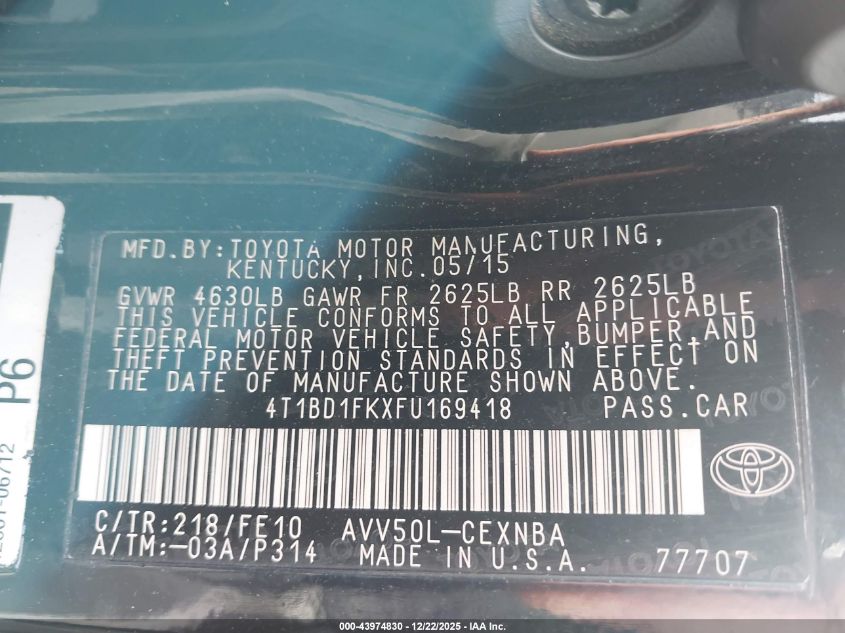 MFD.BY:TOYOTA MOTOR MANUFACTURING,
KENTUCKY,INC.05/15
GVWR 4630LB GAWR FR 2625LB RR 2625LB
THIS VEHICLE CONFORMS TO ALL APPLICABLE
FEDERAL MOTOR VEHICLE SAFETY,BUMPER,AND
THEFT PREVENTION STANDARDS IN EFFECT ON
THE DATE OF MANUFACTURE SHOWN ABOVE.
4T1BD1FKXFU169418 PASS.CAR
C/TR:218/FE10 AVV50L-CEXNBA
A/TM:-03A/P314 MADE IN U.S.A. 77707
P6
06712
000-43974830 - 12/22/2025 - IAA Inc.